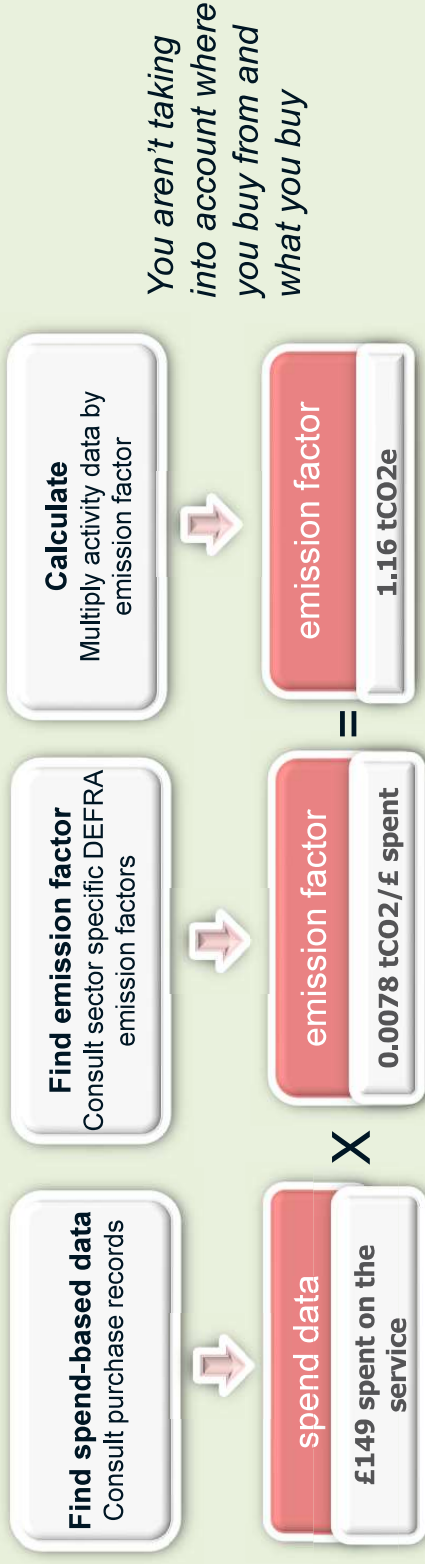 Find spend-based data
Consult purchase records
spend data
£149 spent on the
service
X
Find emission factor
Consult sector specific DEFRA
emission factors
emission factor
0.0078 tCO2/£ spent
=
Calculate
Multiply activity data by
emission factor
emission factor
1.16 tCO2e
You aren't taking
into account where
you buy from and
what you buy